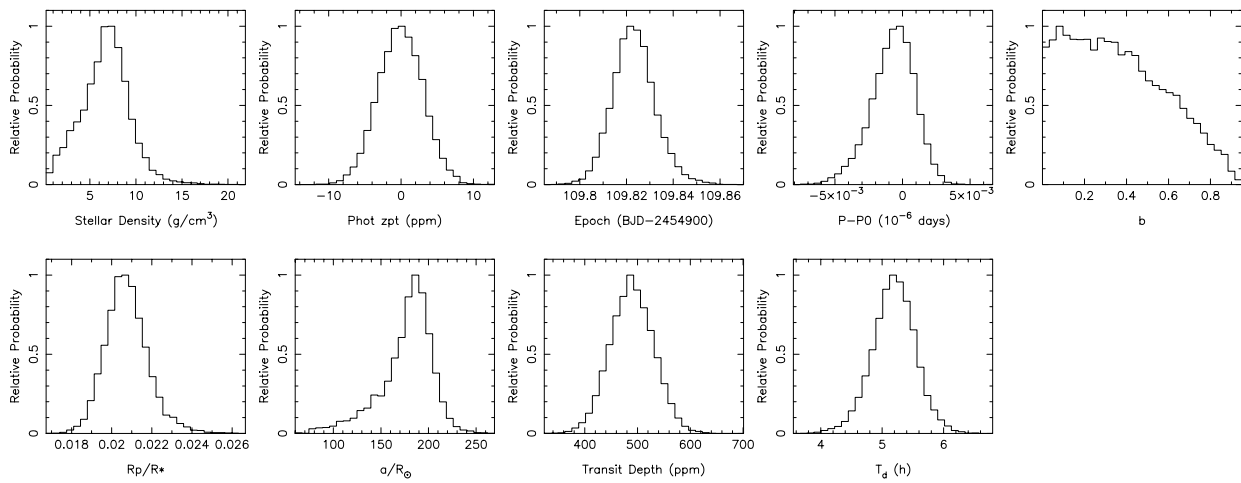 Relative Probability
0 0.5 1
5 10 15 20
Stellar Density (g/cm³)
Relative Probability
0 0.5 1
−10 0 10
Phot zpt (ppm)
Relative Probability
0 0.5 1
109.8 109.82 109.84 109.86
Epoch (BJD−2454900)
Relative Probability
0 0.5 1
−5×10⁻³ 0 5×10⁻³
P−P0 (10⁻⁶ days)
Relative Probability
0 0.5 1
0.2 0.4 0.6 0.8
b
Relative Probability
0 0.5 1
0.018 0.02 0.022 0.024 0.026
Rp/R*
Relative Probability
0 0.5 1
100 150 200 250
a/R⊙
Relative Probability
0 0.5 1
400 500 600 700
Transit Depth (ppm)
Relative Probability
0 0.5 1
4 5 6
T_d (h)